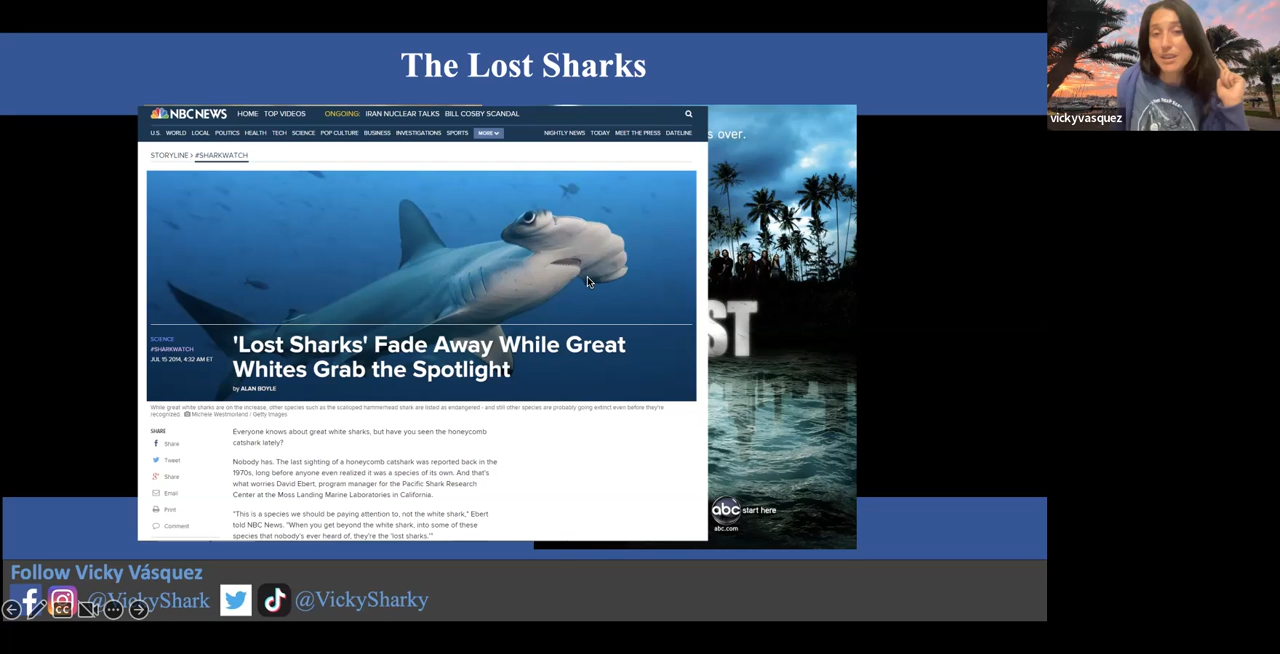 The Lost Sharks
vickyvasquez
NBC NEWS HOME TOP VIDEOS ONGOING: IRAN NUCLEAR TALKS BILL COSBY SCANDAL
U.S. WORLD LOCAL POLITICS HEALTH TECH SCIENCE POP CULTURE BUSINESS INVESTIGATIONS SPORTS MORE NIGHTLY NEWS TODAY MEET THE PRESS DATELINE
STORYLINE › #SHARKWATCH
s over.
SCIENCE
#SHARKWATCH
JUL 15 2014, 4:32 AM ET
'Lost Sharks' Fade Away While Great
Whites Grab the Spotlight
by ALAN BOYLE
While great white sharks are on the increase, other species such as the scalloped hammerhead shark are listed as endangered - and still other species are probably going extinct even before they're
recognized. Michele Westmorland / Getty Images
SHARE
Share
Tweet
Share
Email
Print
Comment
Everyone knows about great white sharks, but have you seen the honeycomb
catshark lately?
Nobody has. The last sighting of a honeycomb catshark was reported back in the
1970s, long before anyone even realized it was a species of its own. And that's
what worries David Ebert, program manager for the Pacific Shark Research
Center at the Moss Landing Marine Laboratories in California.
"This is a species we should be paying attention to, not the white shark," Ebert
told NBC News. "When you get beyond the white shark, into some of these
species that nobody's ever heard of, they're the 'lost sharks.'"
ST
abc start here
abc.com
Follow Vicky Vásquez
@VickyShark @VickySharky
CC